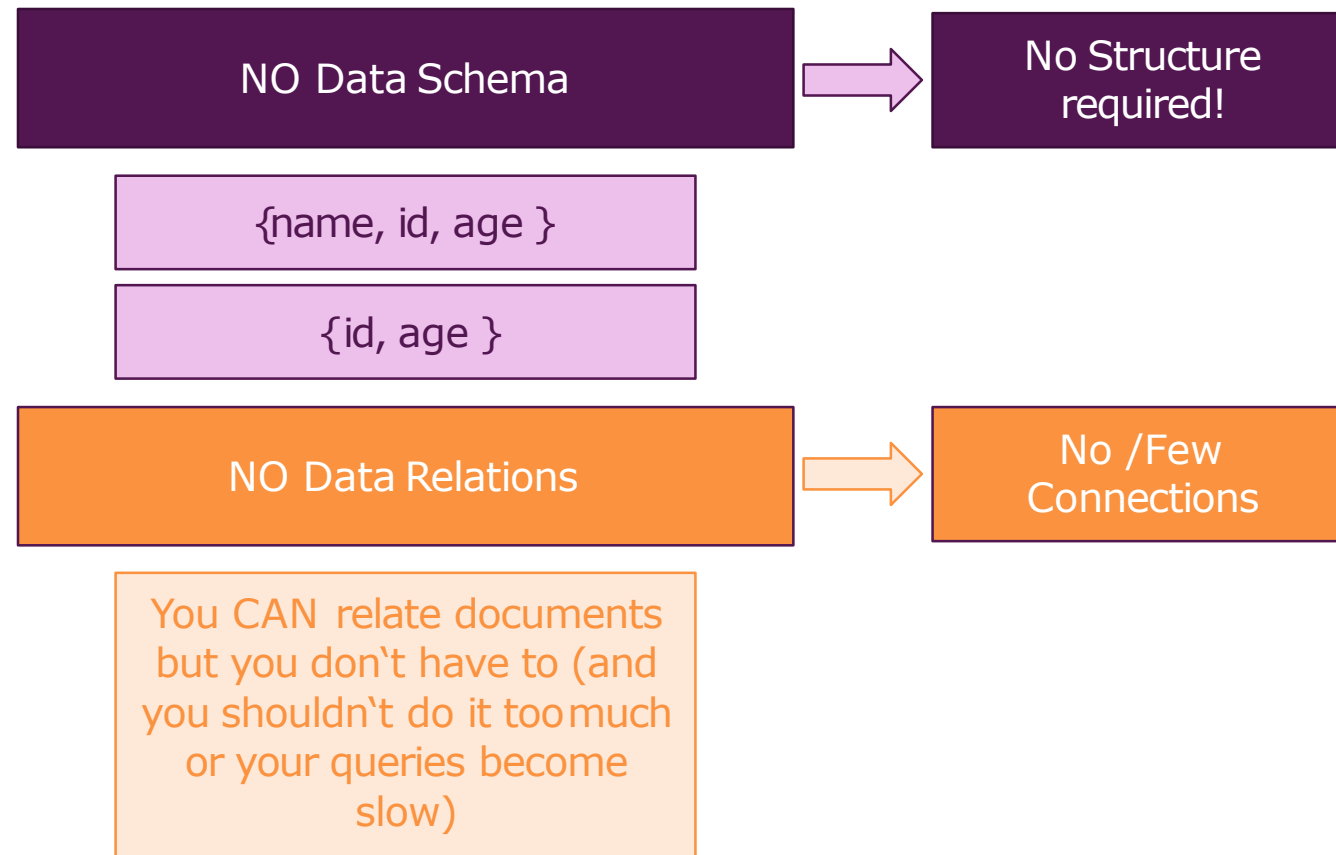 NO Data Schema
No Structure
required!
{name, id, age }
{id, age }
NO Data Relations
No /Few
Connections
You CAN relate documents
but you don‘t have to (and
you shouldn‘t do it too much
or your queries become
slow)